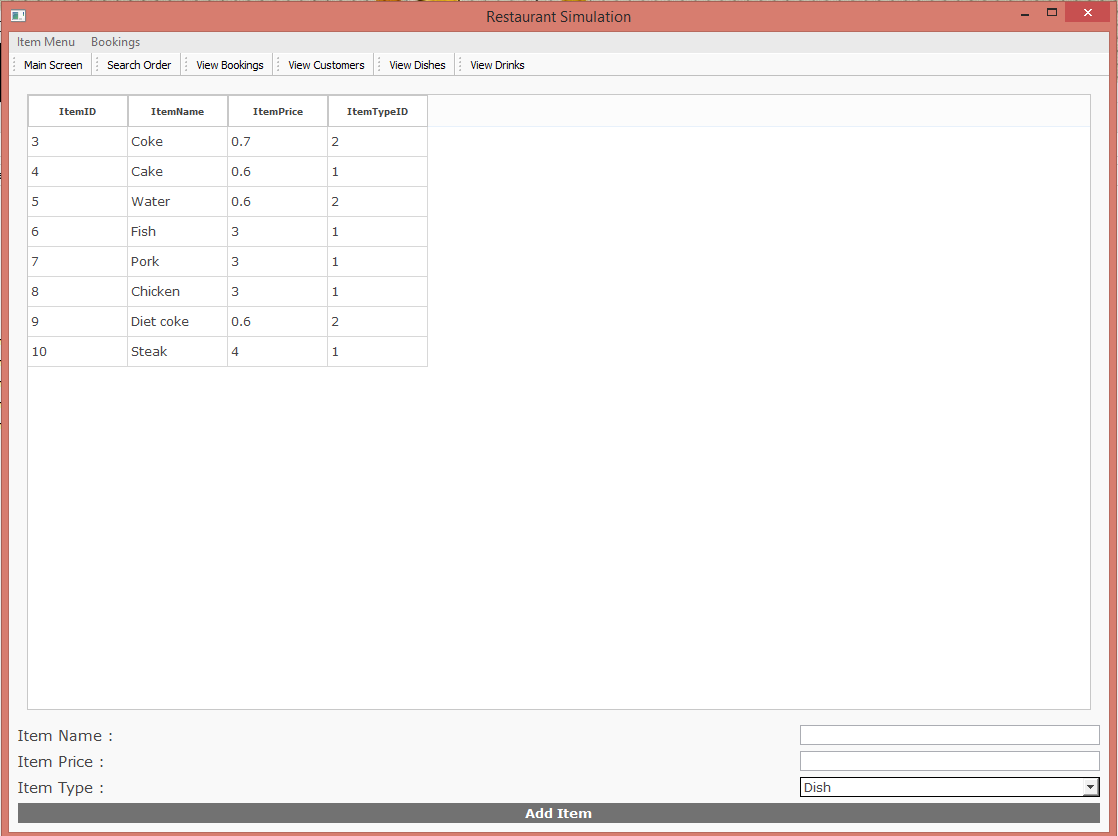 Restaurant Simulation
Item Menu Bookings
Main Screen Search Order View Bookings View Customers View Dishes View Drinks
ItemID ItemName ItemPrice ItemTypeID
3 Coke 0.7 2
4 Cake 0.6 1
5 Water 0.6 2
6 Fish 3 1
7 Pork 3 1
8 Chicken 3 1
9 Diet coke 0.6 2
10 Steak 4 1
Item Name :
Item Price :
Item Type : Dish
Add Item